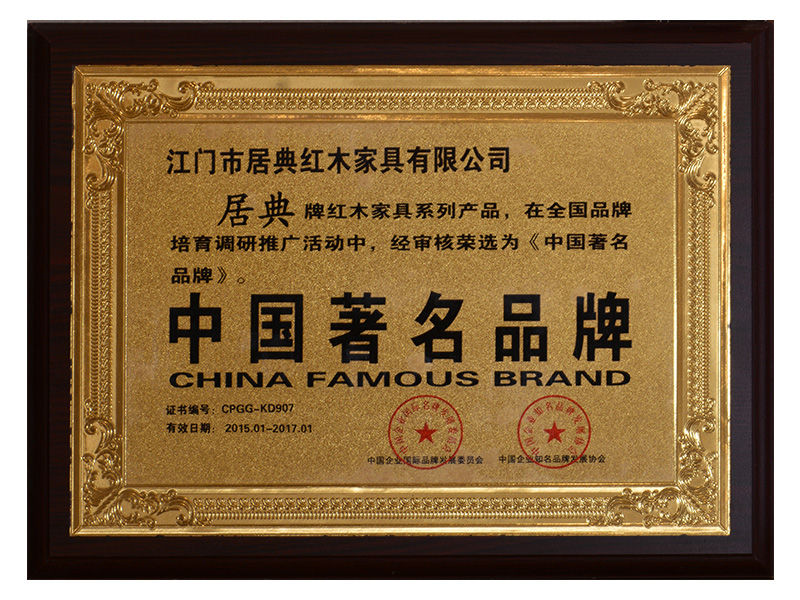 江门市居典红木家具有限公司
居典 牌红木家具系列产品，在全国品牌
培育调研推广活动中，经审核荣选为《中国著名
品牌》。
中国著名品牌
CHINA FAMOUS BRAND
证书编号：CPGG-KD907
有效日期：2015.01-2017.01
中国企业国际品牌发展委员会
中国企业知名品牌发展协会